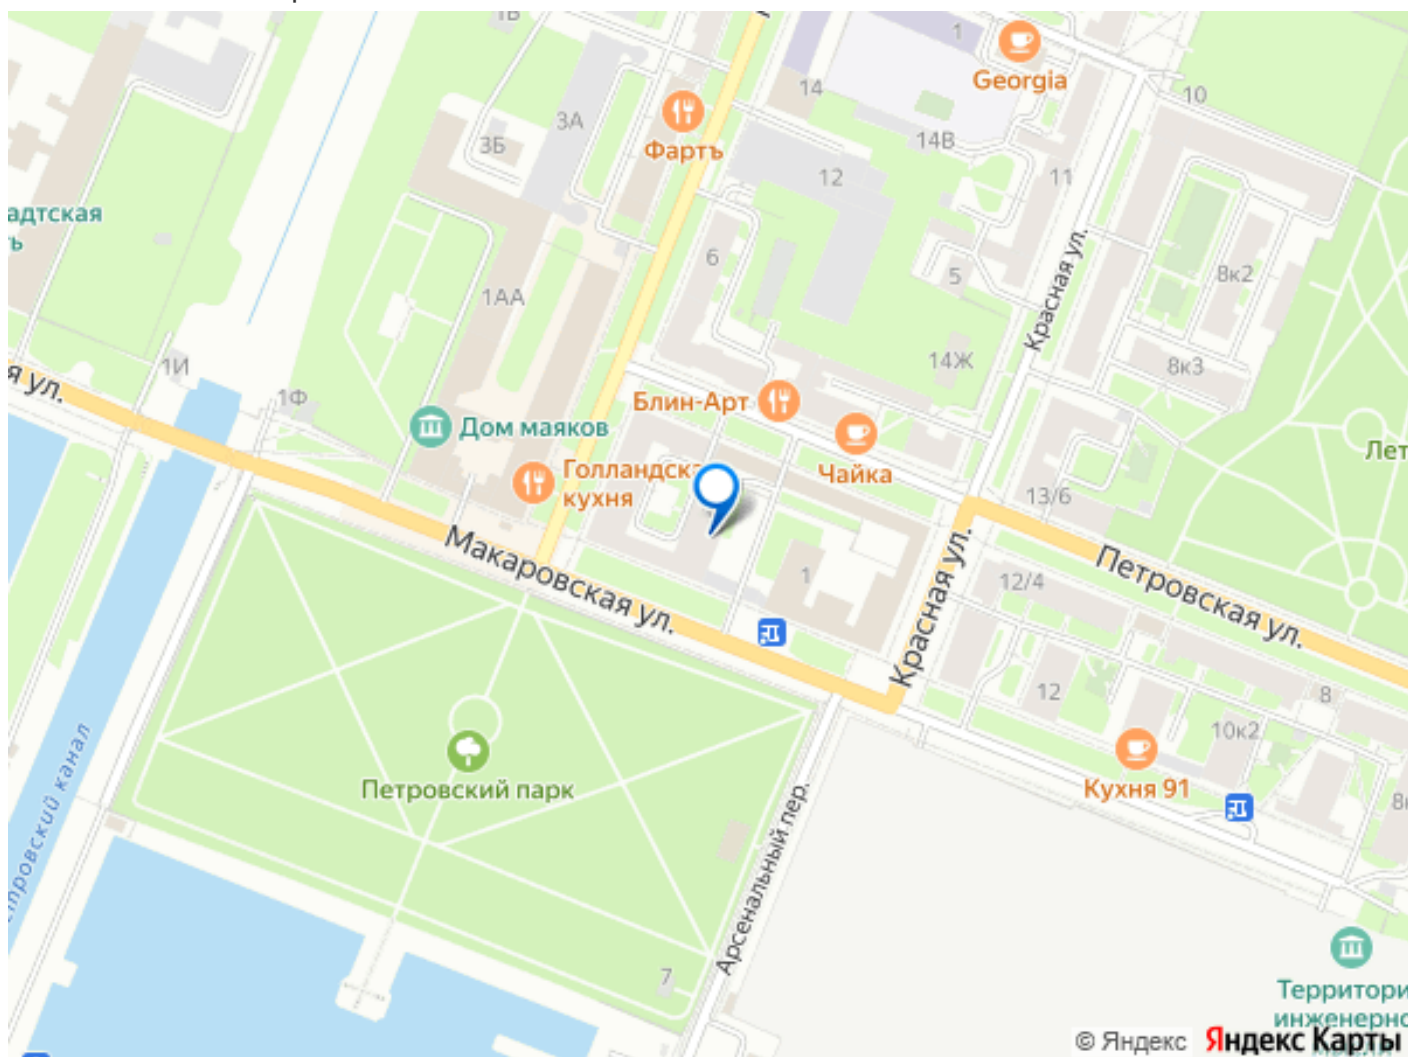 1В
1
Georgia
14
10
3А
3Б
Фартъ
14В
12
11
адтская
ь
6
5
8к2
Красная ул.
1АА
14Ж
8к3
1И
я ул.
1Ф
Блин-Арт
Дом маяков
Чайка
Лет
Голландска
кухня
13/6
Макаровская ул.
1
Красная ул.
12/4
Петровская ул.
12
8
10к2
Петровский парк
Кухня 91
8к
тровский канал
Арсенальный пер.
7
Территори
инженерно
© Яндекс Яндекс Карты